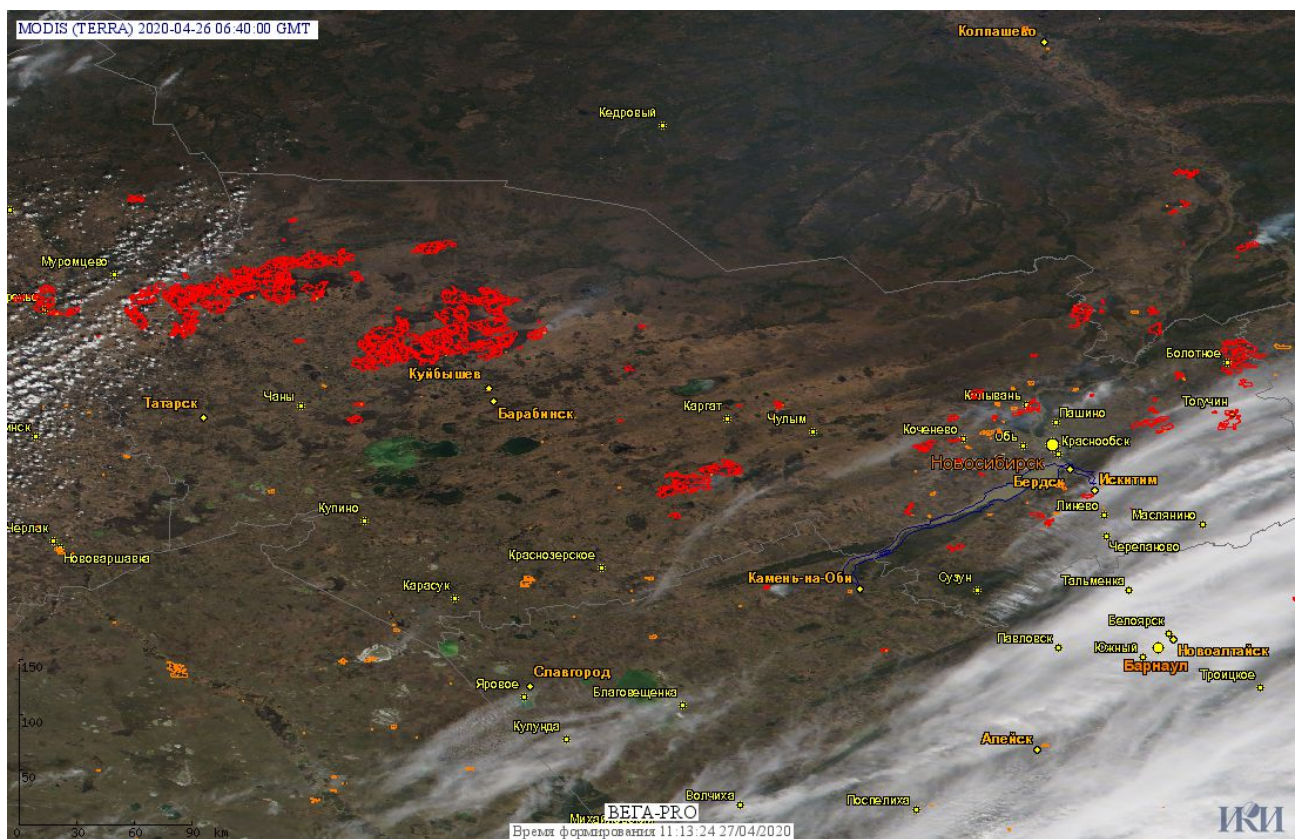 MODIS (TERRA) 2020-04-26 06:40:00 GMT
Колпашево
Кедровый
Муромцево
Болотное
Куйбышев
Чаны
Барабинск
Татарск
Каргат
Чулым
Колывань
Тогучин
Пашино
Коченево
Обь
Краснообск
Новосибирск
Бердск
Искитим
Линево
Маслянино
Купино
Черлак
Нововаршавка
Краснозерское
Черепаново
Карасук
Камень-на-Оби
Сузун
Тальменка
Белоярск
Павловск
Южный
Новоалтайск
Барнаул
Троицкое
Славгород
Яровое
Благовещенка
Кулунда
Алейск
Волчиха
Поспелиха
150
100
50
0 30 60 90 km
ВЕГА-PRO
Время формирования 11:13:24 27/04/2020
ИКИ